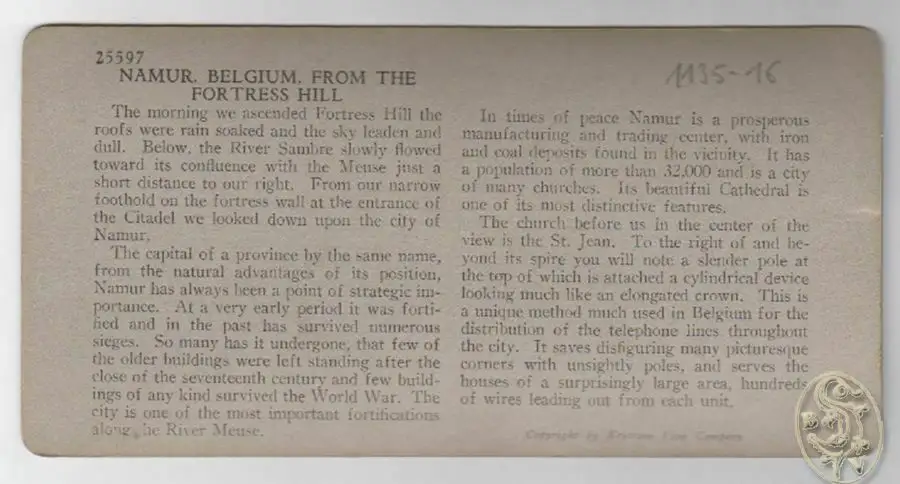 25597
NAMUR, BELGIUM, FROM THE
FORTRESS HILL
The morning we ascended Fortress Hill the
roofs were rain soaked and the sky leaden and
dull. Below, the River Sambre slowly flowed
toward its confluence with the Meuse just a
short distance to our right. From our narrow
foothold on the fortress wall at the entrance of
the Citadel we looked down upon the city of
Namur.
The capital of a province by the same name,
from the natural advantages of its position,
Namur has always been a point of strategic im-
portance. At a very early period it was forti-
fied and in the past has survived numerous
sieges. So many has it undergone, that few of
the older buildings were left standing after the
close of the seventeenth century and few build-
ings of any kind survived the World War. The
city is one of the most important fortifications
along he River Meuse.
1135-16
In times of peace Namur is a prosperous
manufacturing and trading center, with iron
and coal deposits found in the vicinity. It has
a population of more than 32,000 and is a city
of many churches. Its beautiful Cathedral is
one of its most distinctive features.
The church before us in the center of the
view is the St. Jean. To the right of and be-
yond its spire you will note a slender pole at
the top of which is attached a cylindrical device
looking much like an elongated crown. This is
a unique method much used in Belgium for the
distribution of the telephone lines throughout
the city. It saves disfiguring many picturesque
corners with unsightly poles, and serves the
houses of a surprisingly large area, hundreds
of wires leading out from each unit.
Copyright by Keystone View Company